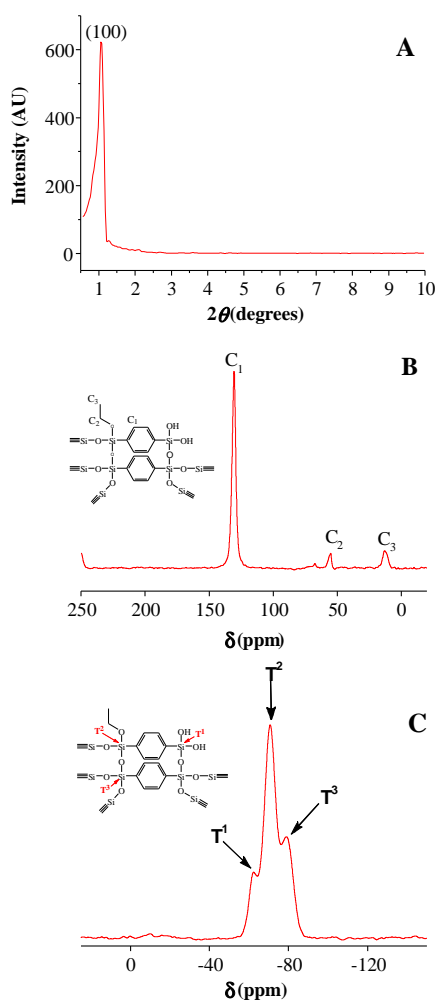 (100)
A
600
400
200
0
Intensity (AU)
1 2 3 4 5 6 7 8 9 10
2θ(degrees)
B
C₁
C₃
C₂
C₁
O
OH
≡Si—O—Si
Si—OH
O
O
≡Si—O—Si
Si—O—Si≡
O
O
Si
Si≡
C₂
C₃
250 200 150 100 50 0
δ(ppm)
T²
C
O
OH
T²
T¹
≡Si—O—Si
Si—OH
O
O
≡Si—O—Si
Si—O—Si≡
T³
O
O
Si
Si≡
T³
T¹
0 -40 -80 -120
δ(ppm)